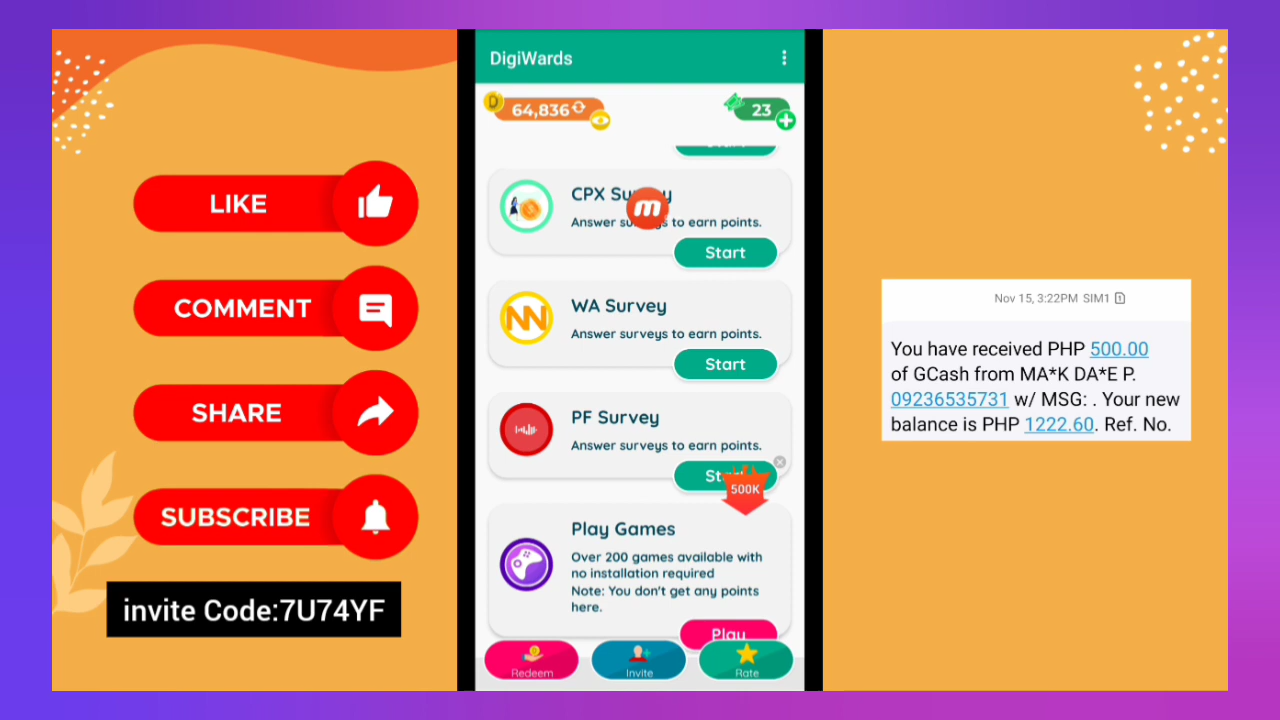 LIKE
COMMENT
SHARE
SUBSCRIBE
invite Code:7U74YF
DigiWards
64,836
23
CPX
Answer to earn points.
Start
WA Survey
Answer surveys to earn points.
Start
PF Survey
Answer surveys to earn points.
500K
Play Games
Over 200 games available with
no installation required
Note: You don't get any points
here.
Play
Redeem
Invite
Rate
Nov 15, 3:22PM SIM1 1
You have received PHP 500.00
of GCash from MA*K DA*E P.
09236535731 w/ MSG: . Your new
balance is PHP 1222.60. Ref. No.